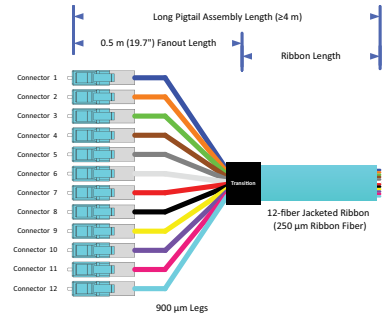 Long Pigtail Assembly Length (≥4 m)
0.5 m (19.7") Fanout Length
Ribbon Length
Connector 1
Connector 2
Connector 3
Connector 4
Connector 5
Connector 6
Connector 7
Connector 8
Connector 9
Connector 10
Connector 11
Connector 12
Transition
12-fiber Jacketed Ribbon
(250 µm Ribbon Fiber)
900 µm Legs